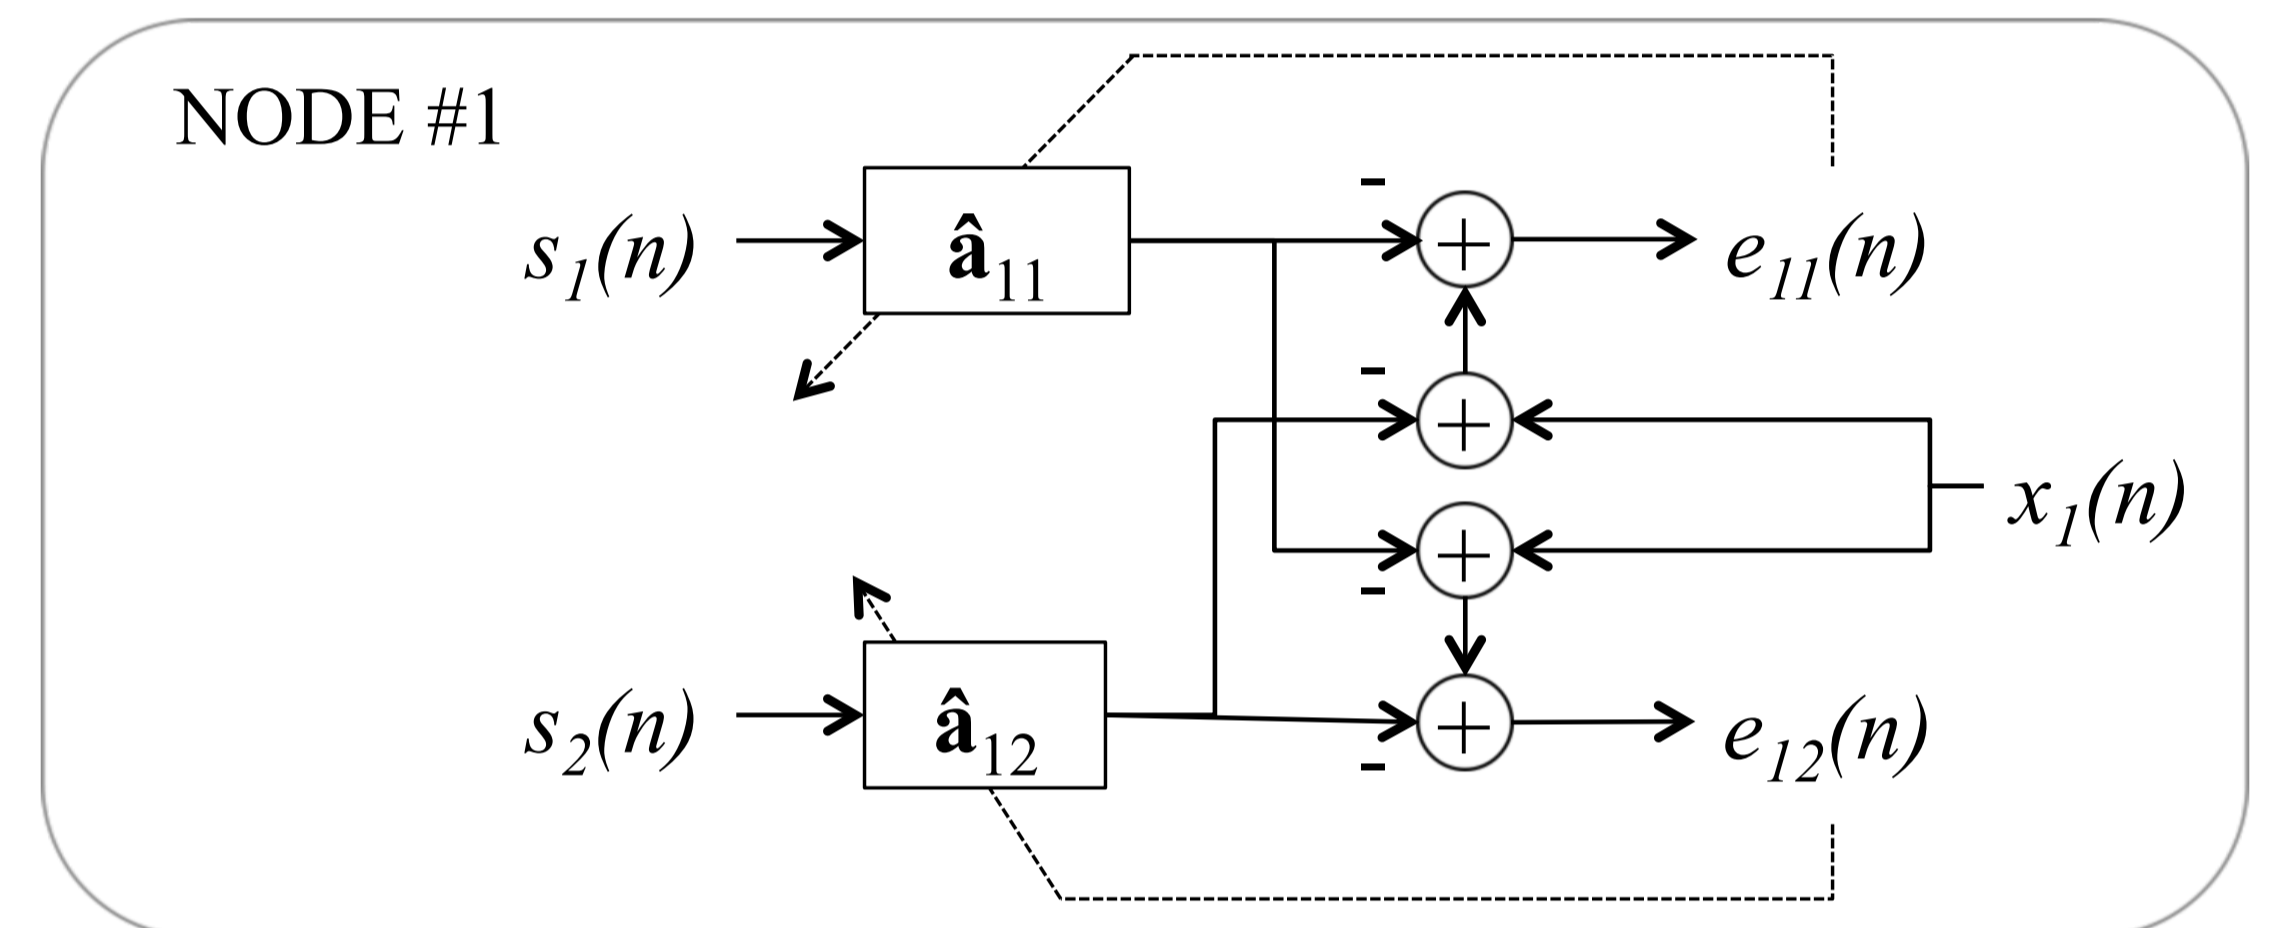 NODE #1
s1(n)
â11
-
+
e11(n)
-
+
x1(n)
+
-
s2(n)
â12
+
-
e12(n)